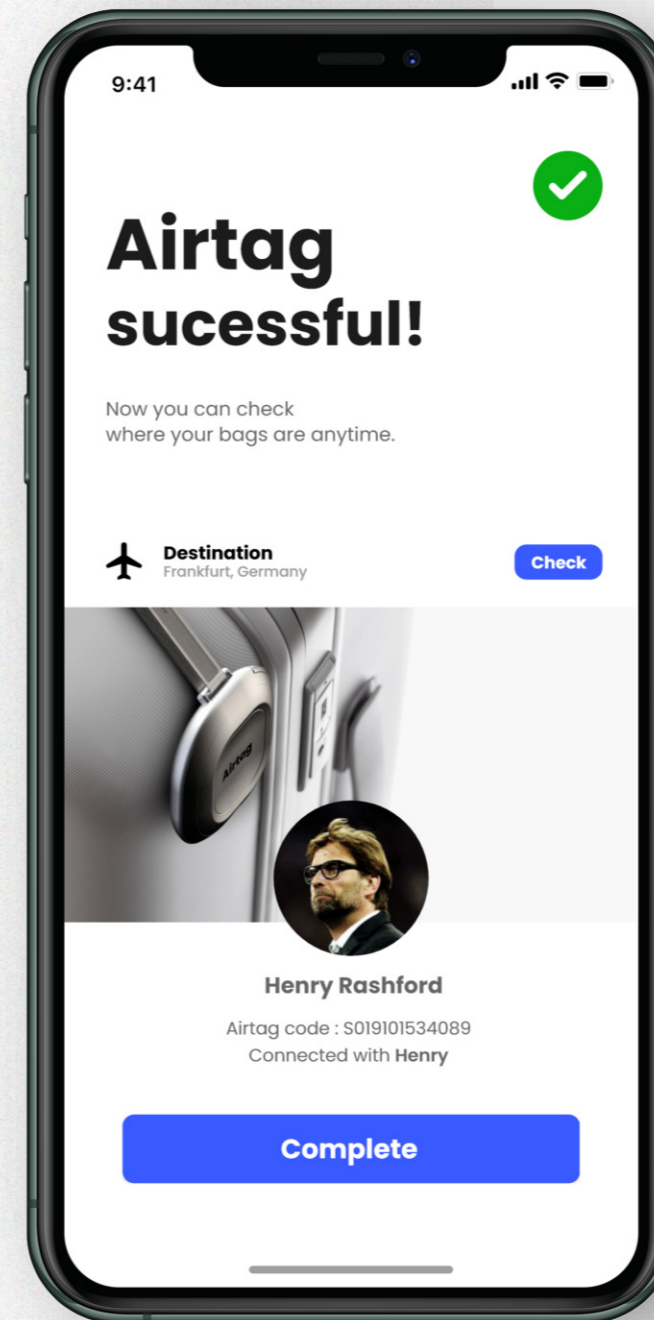 9:41
Airtag
sucessful!
Now you can check
where your bags are anytime.
Destination
Frankfurt, Germany
Check
Airtag
Henry Rashford
Airtag code : S019101534089
Connected with Henry
Complete